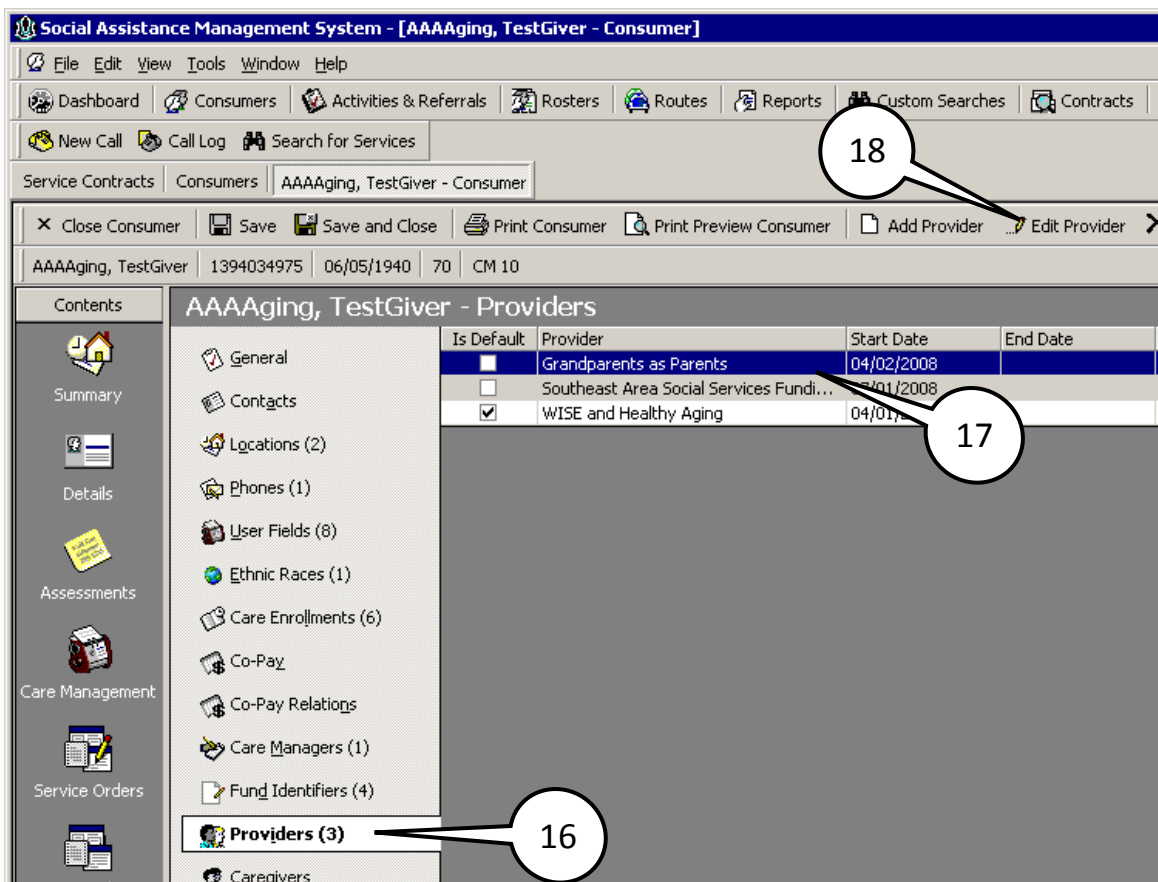 Social Assistance Management System - [AAAAging, TestGiver - Consumer]
File Edit View Tools Window Help
Dashboard Consumers Activities & Referrals Rosters Routes Reports Custom Searches Contracts
New Call Call Log Search for Services
18
Service Contracts Consumers AAAAging, TestGiver - Consumer
Close Consumer Save Save and Close Print Consumer Print Preview Consumer Add Provider Edit Provider
AAAAging, TestGiver 1394034975 06/05/1940 70 CM 10
Contents
Summary
Details
Assessments
Care Management
Service Orders
AAAAging, TestGiver - Providers
General
Contacts
Locations (2)
Phones (1)
User Fields (8)
Ethnic Races (1)
Care Enrollments (6)
Co-Pay
Co-Pay Relations
Care Managers (1)
Fund Identifiers (4)
Providers (3)
Caregivers
16
Is Default Provider Start Date End Date
Grandparents as Parents 04/02/2008
Southeast Area Social Services Fundi... /01/2008
WISE and Healthy Aging 04/01/
17